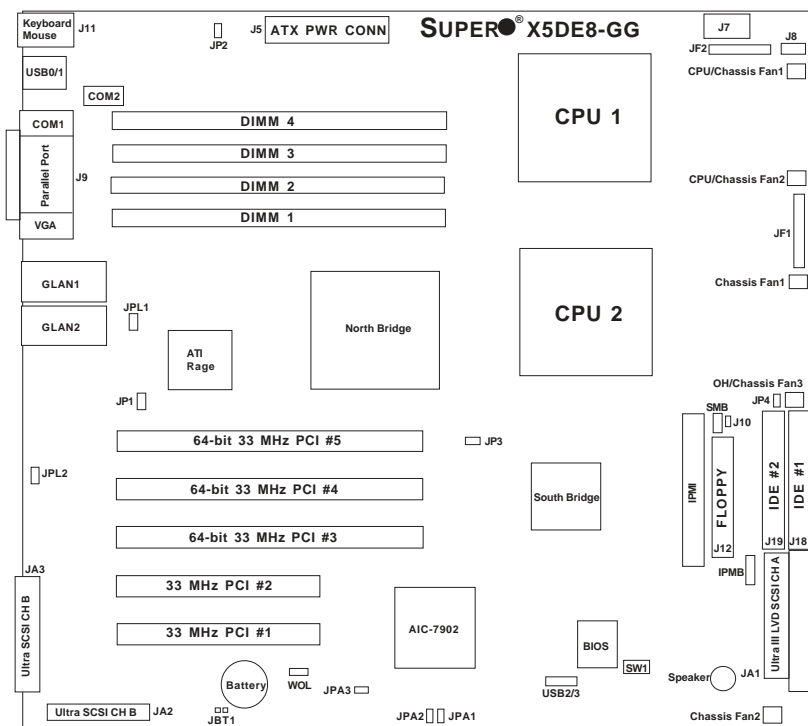 Keyboard
Mouse
J11
JP2
J5
ATX PWR CONN
SUPER® X5DE8-GG
J7
J8
JF2
CPU/Chassis Fan1
USB0/1
COM2
COM1
Parallel Port
J9
VGA
DIMM 4
DIMM 3
DIMM 2
DIMM 1
CPU 1
CPU/Chassis Fan2
JF1
Chassis Fan1
GLAN1
GLAN2
JPL1
ATI
Rage
North Bridge
CPU 2
JP1
OH/Chassis Fan3
JP4
SMB
J10
64-bit 33 MHz PCI #5
JP3
JPL2
64-bit 33 MHz PCI #4
64-bit 33 MHz PCI #3
South Bridge
IPMI
FLOPPY
J12
IDE #2
J19
IDE #1
J18
IPMB
JA3
Ultra SCSI CH B
33 MHz PCI #2
33 MHz PCI #1
AIC-7902
BIOS
SW1
Ultra III LVD SCSI CH A
Speaker
JA1
Battery
WOL
JPA3
USB2/3
Ultra SCSI CH B
JA2
JBT1
JPA2
JPA1
Chassis Fan2